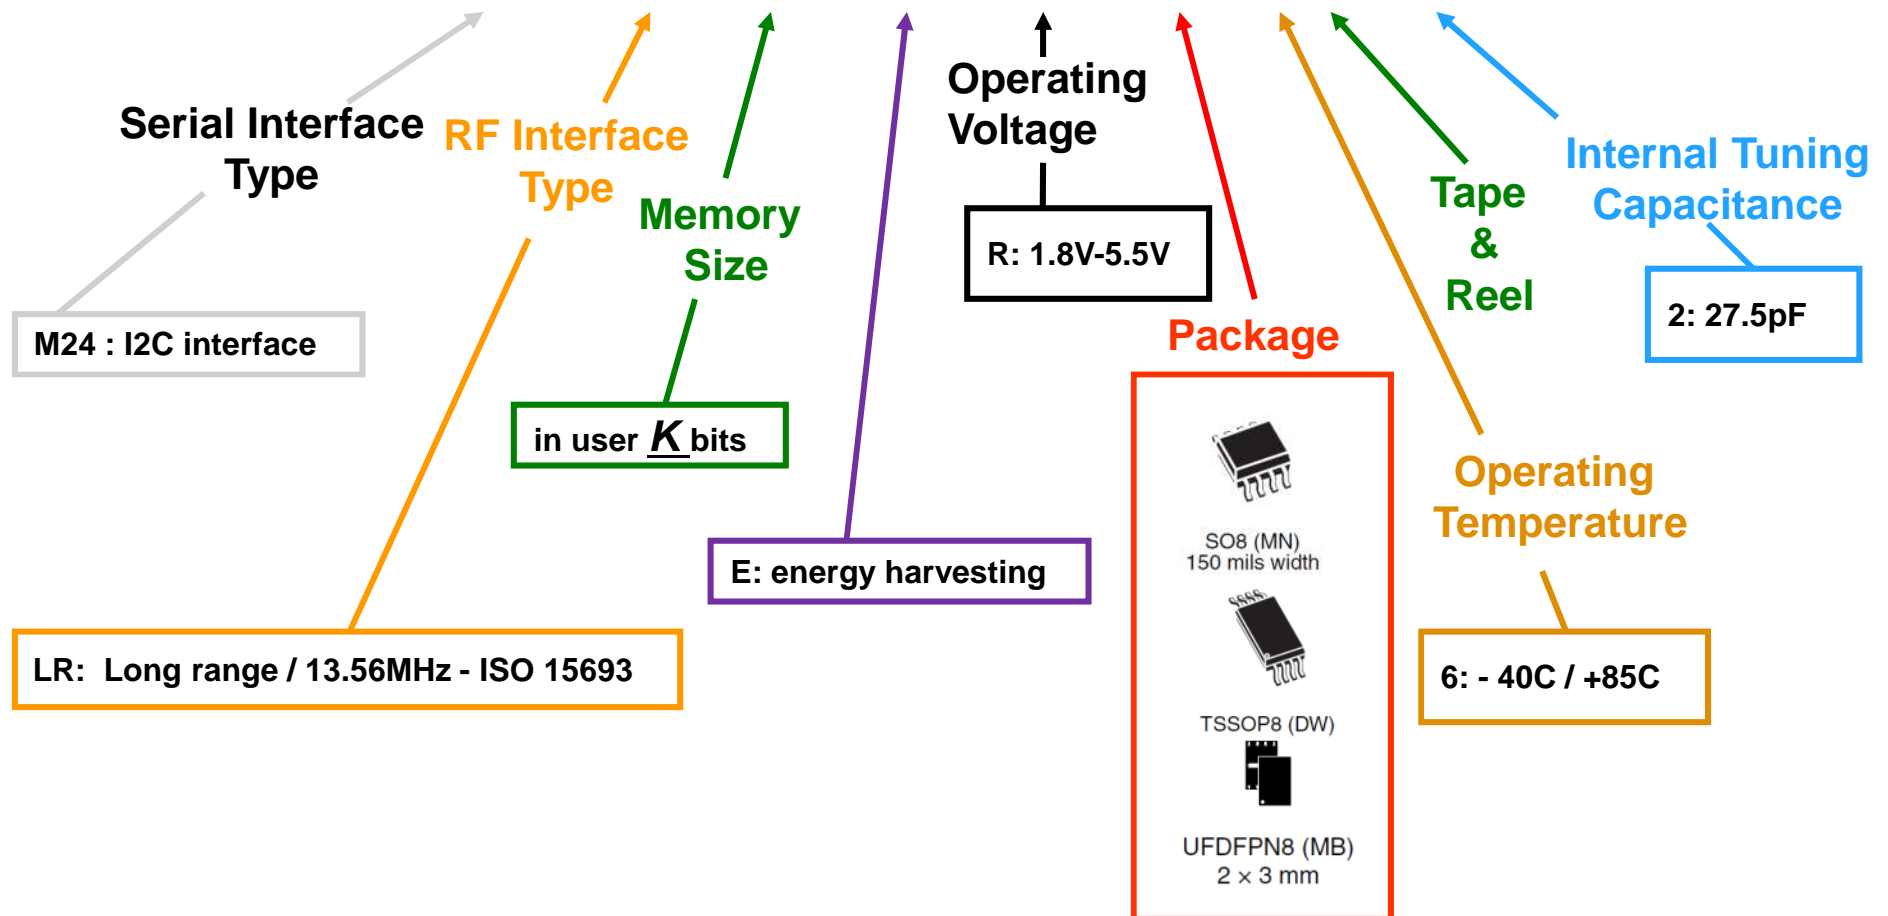 Serial Interface
Type
M24 : I2C interface
RF Interface
Type
LR:  Long range / 13.56MHz - ISO 15693
Memory
Size
in user K bits
E: energy harvesting
Operating
Voltage
R: 1.8V-5.5V
Package
SO8 (MN)
150 mils width
TSSOP8 (DW)
UFDFPN8 (MB)
2 × 3 mm
Operating
Temperature
6: - 40C / +85C
Tape
&
Reel
Internal Tuning
Capacitance
2: 27.5pF